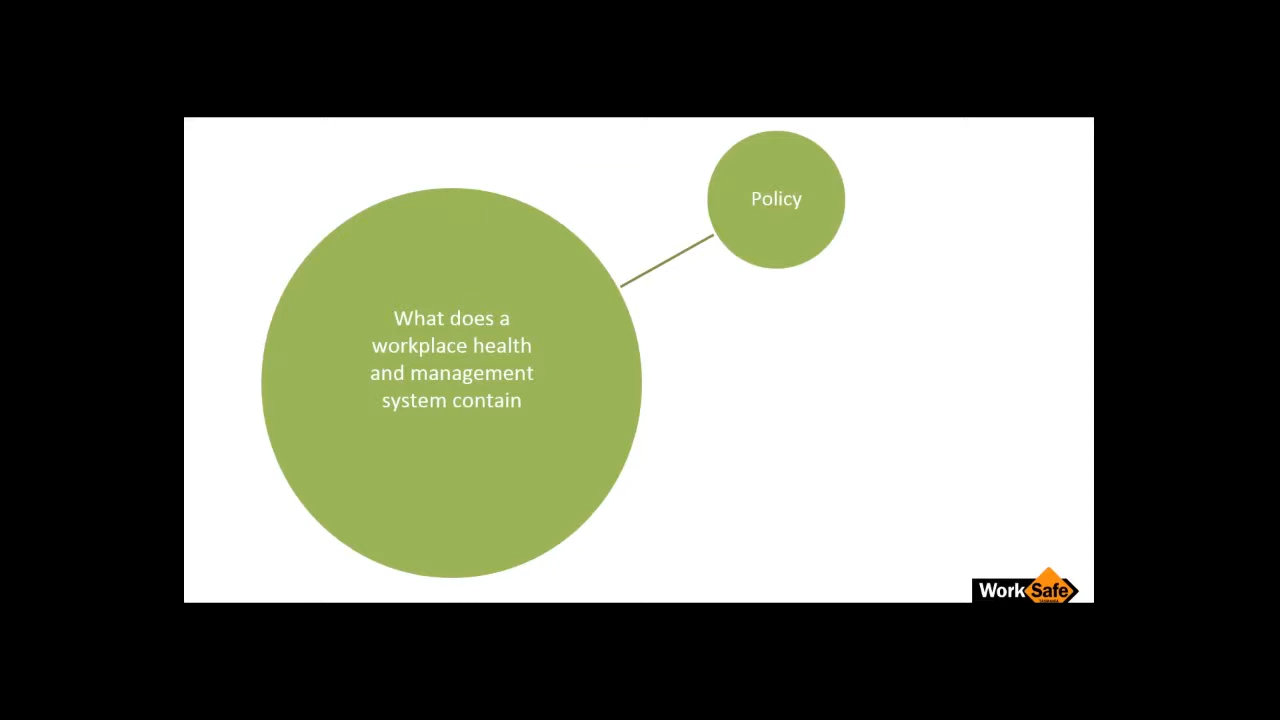 Policy
What does a
workplace health
and management
system contain
WorkSafe